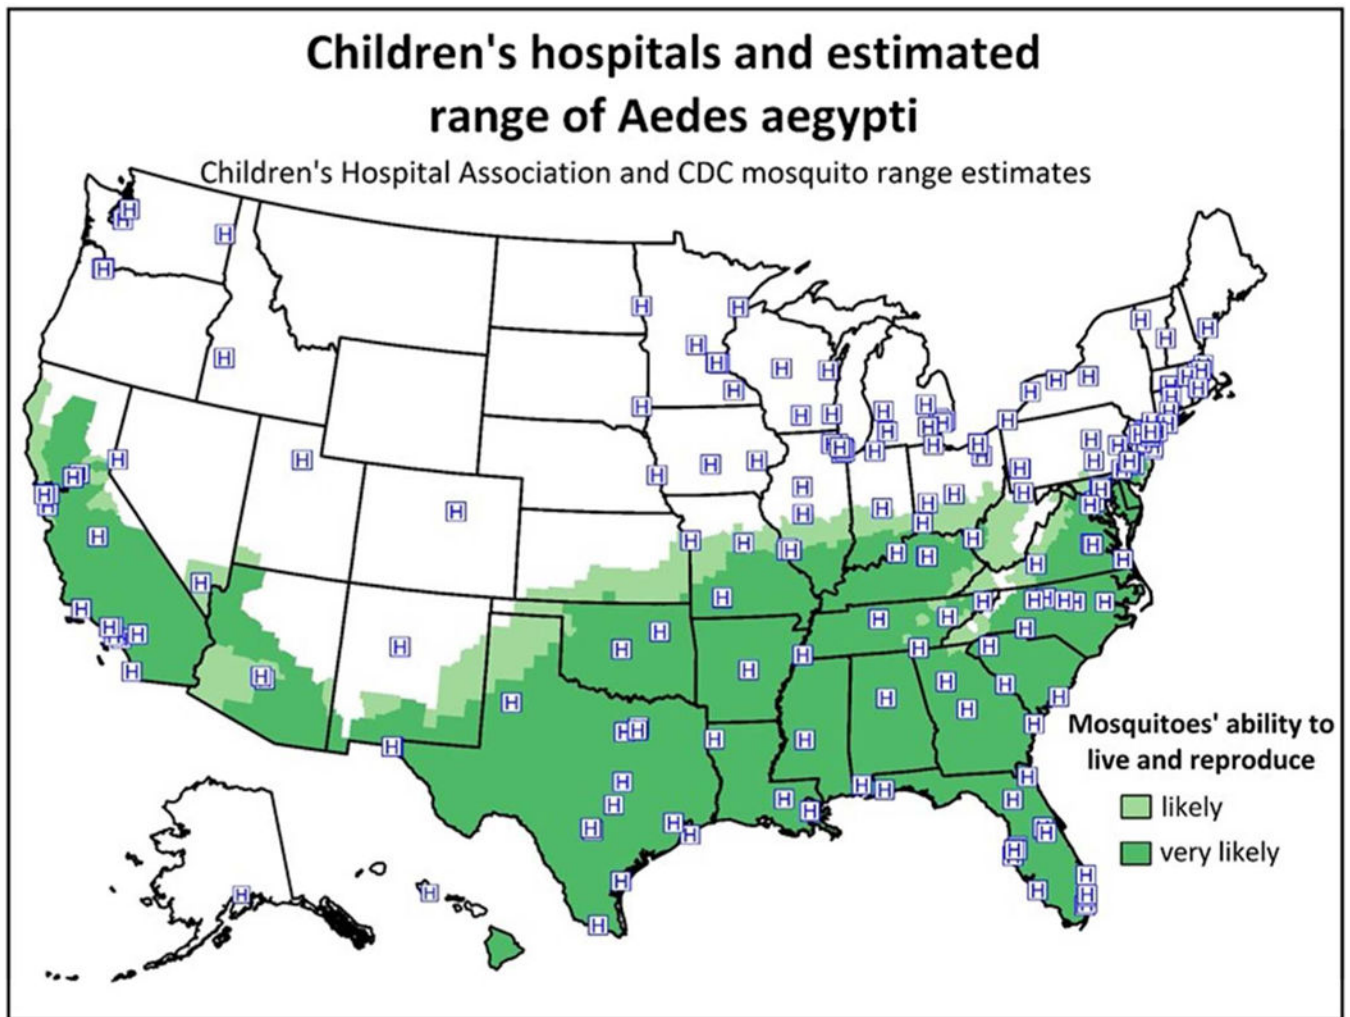 Children's hospitals and estimated
range of Aedes aegypti
Children's Hospital Association and CDC mosquito range estimates
Mosquitoes' ability to
live and reproduce
likely
very likely